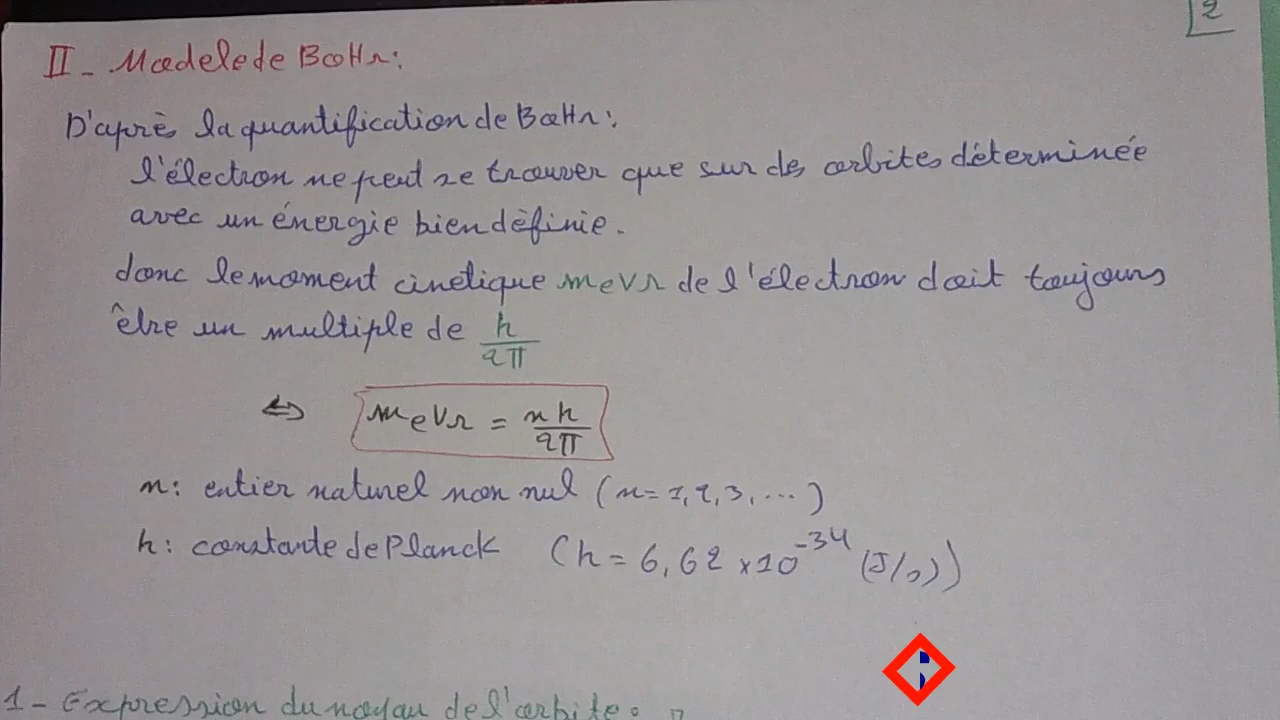 2
II - Modele de BoHr:
D'après la quantification de BoHr:
l'électron ne peut se trouver que sur des orbites déterminée
avec un énergie bien définie.
donc le moment cinétique meVr de l'électron doit toujours
être un multiple de h/2π
⇔ meVr = nh/2π
n: entier naturel non nul (n=1,2,3,...)
h: constante de Planck (h = 6,62 x 10^-34 (J/s))
1 - Expression du rayon de l'orbite: